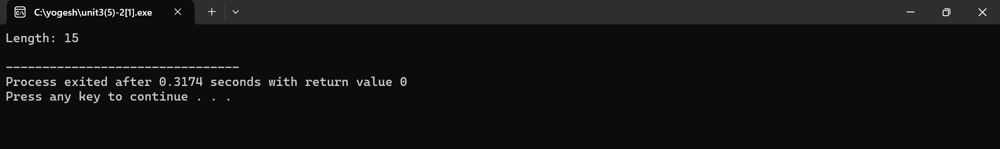 C:\yogesh\unit3(5)-2[1].exe
Length: 15
--------------------------------
Process exited after 0.3174 seconds with return value 0
Press any key to continue . . .